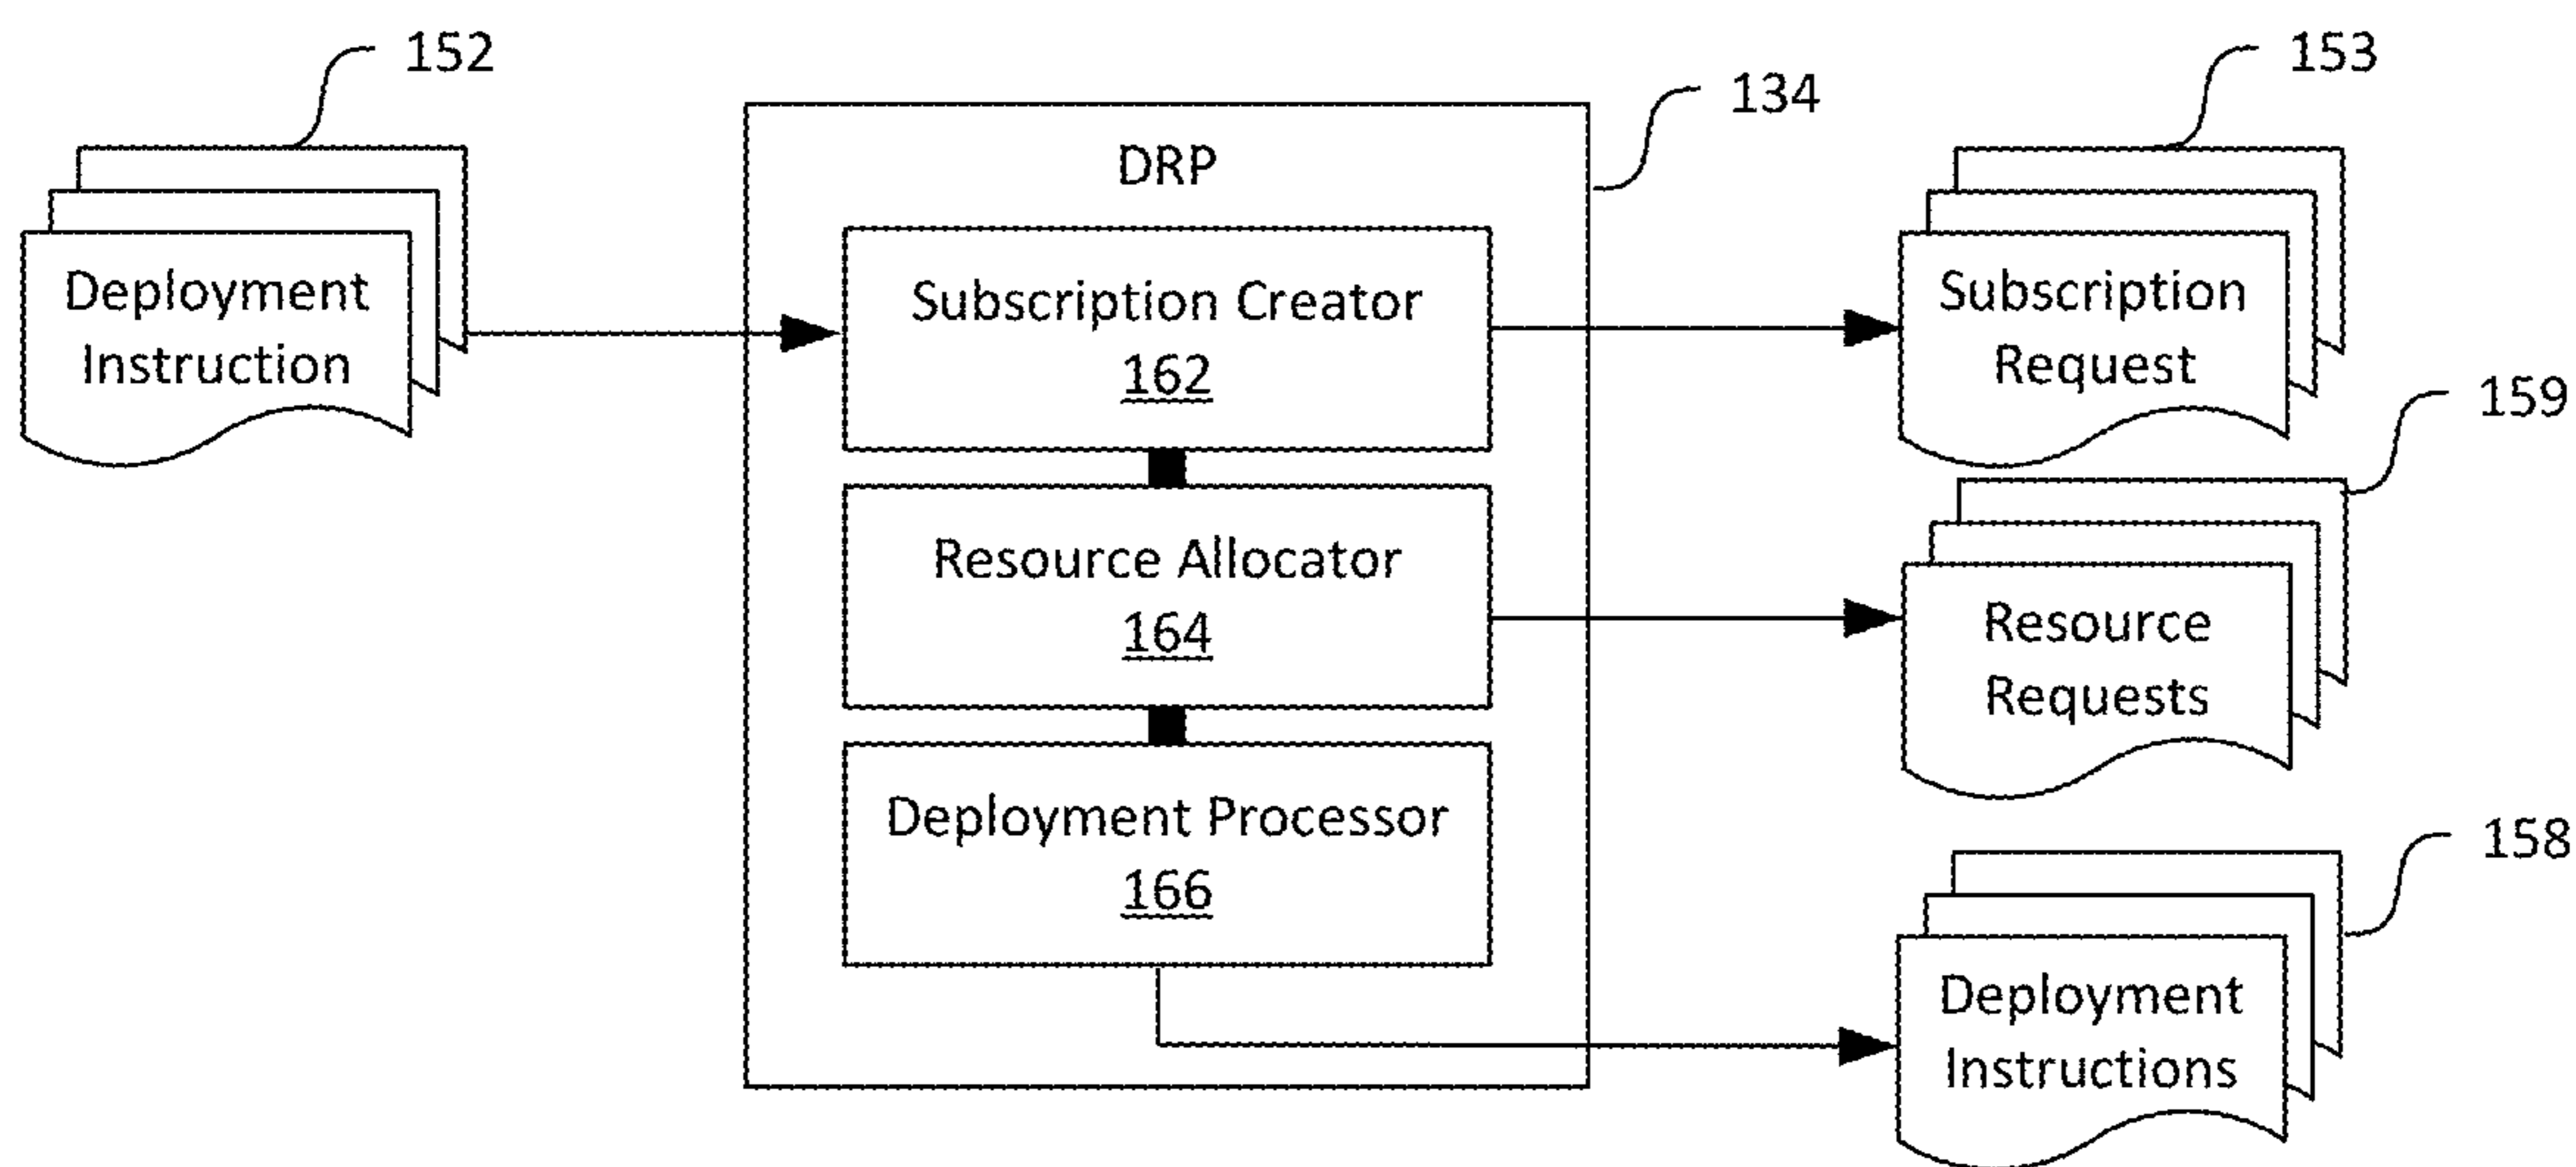 152
153
134
DRP
Deployment
Instruction
Subscription Creator
162
Subscription
Request
159
Resource Allocator
164
Resource
Requests
158
Deployment Processor
166
Deployment
Instructions